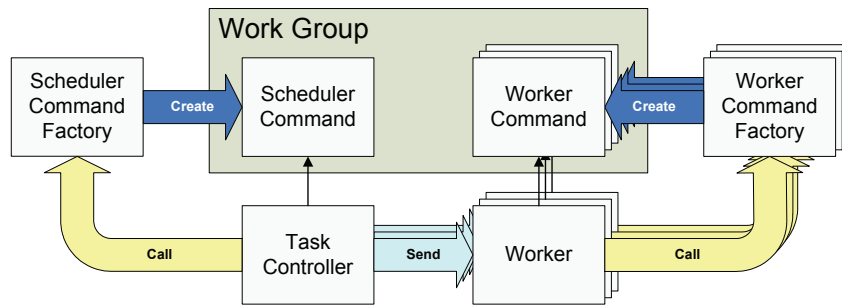 Work Group
Scheduler
Command
Factory
Create
Scheduler
Command
Worker
Command
Create
Worker
Command
Factory
Call
Task
Controller
Send
Worker
Call